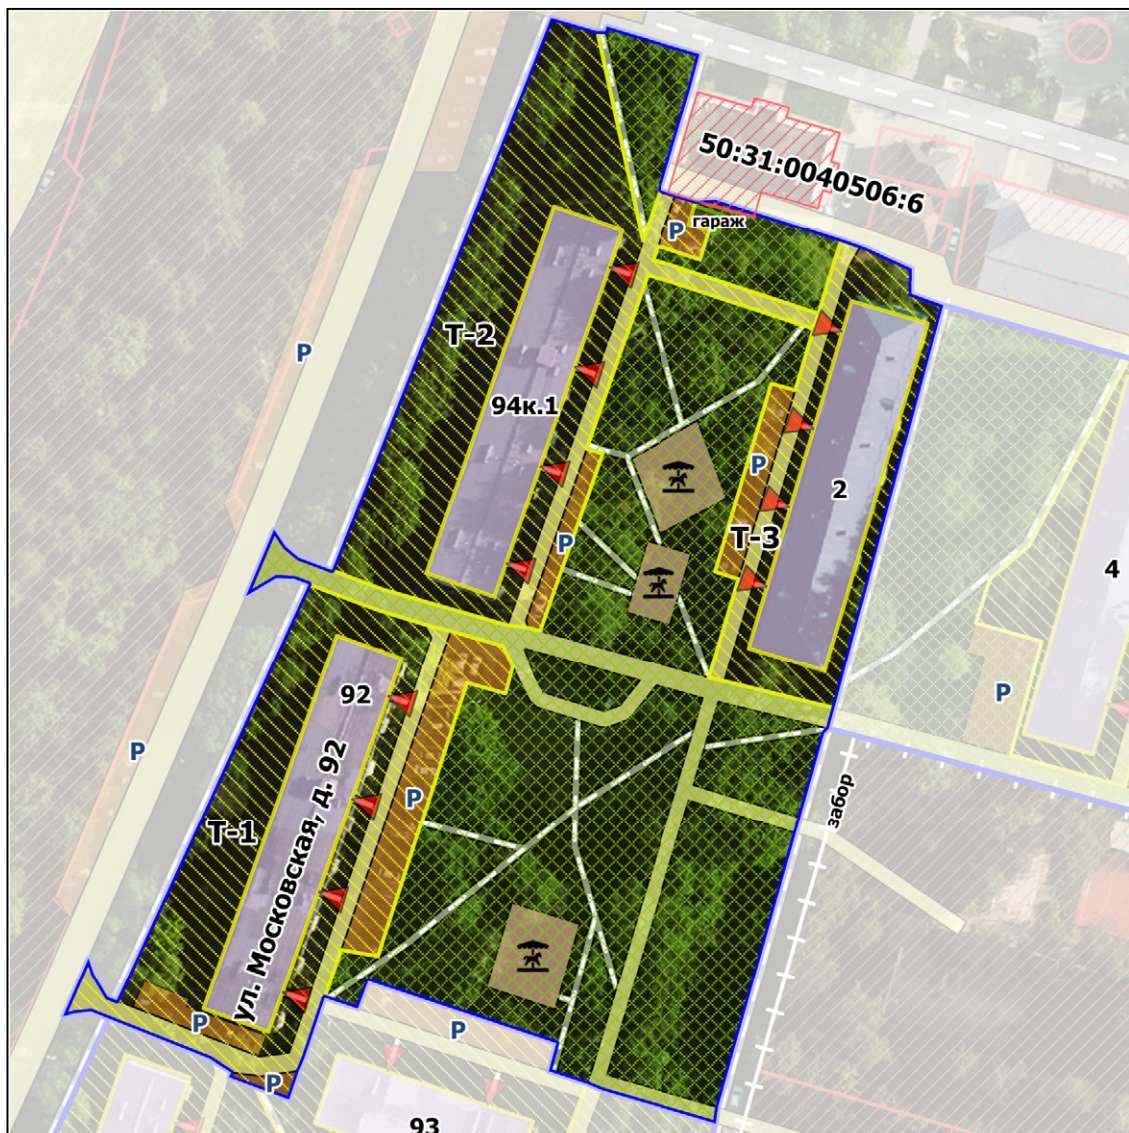 50:31:0040506:6
Р
гараж
Т-2
Р
94к.1
Р
2
Т-3
Р
4
92
Р
Р
ул. Московская, д. 92
Р
забор
Т-1
Р
Р
Р
93